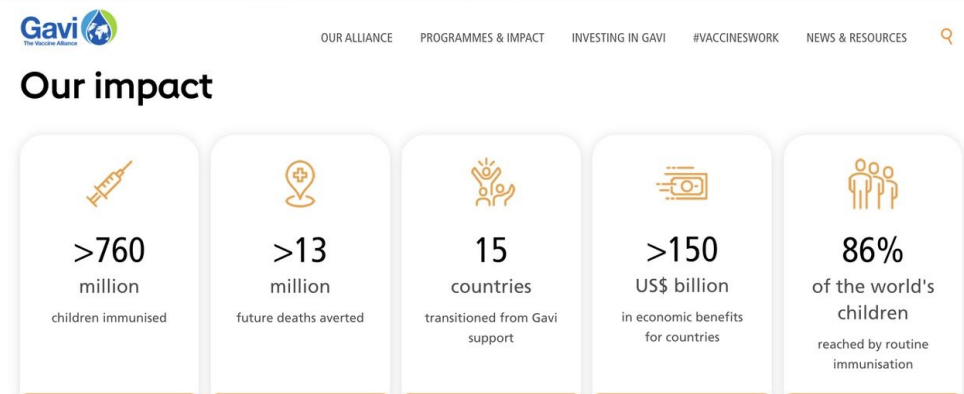 Gavi
The Vaccine Alliance
OUR ALLIANCE PROGRAMMES & IMPACT INVESTING IN GAVI #VACCINESWORK NEWS & RESOURCES
Our impact
>760
million
children immunised
>13
million
future deaths averted
15
countries
transitioned from Gavi
support
>150
US$ billion
in economic benefits
for countries
86%
of the world's
children
reached by routine
immunisation